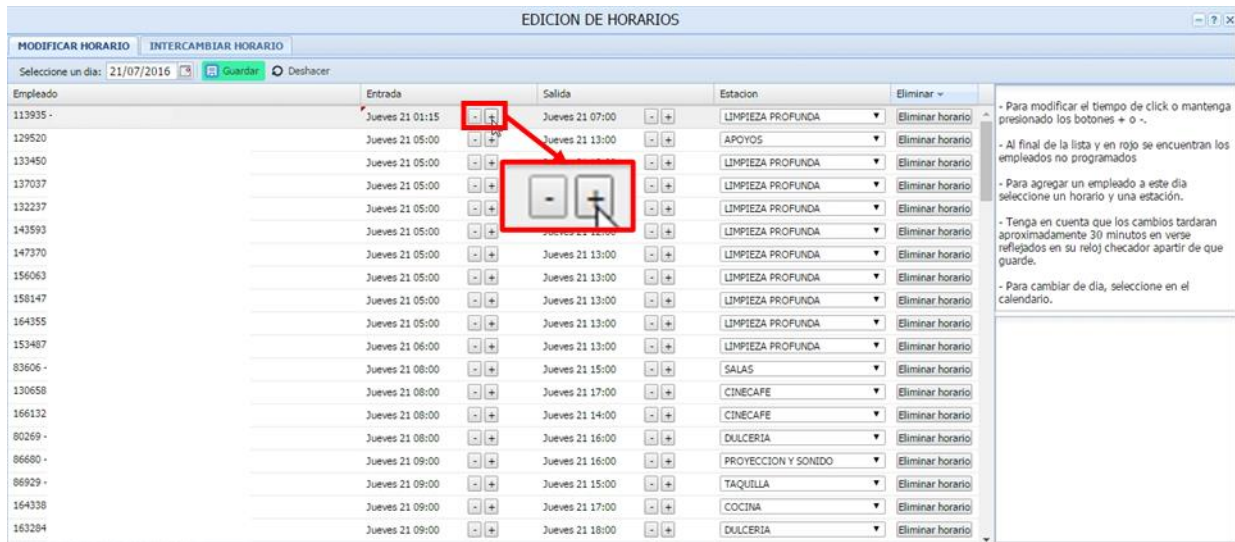 EDICION DE HORARIOS
MODIFICAR HORARIO INTERCAMBIAR HORARIO
Seleccione un dia: 21/07/2016 Guardar Deshacer
Empleado Entrada Salida Estacion Eliminar
113935 - Jueves 21 01:15 - + Jueves 21 07:00 - + LIMPIEZA PROFUNDA Eliminar horario
129520 Jueves 21 05:00 - + Jueves 21 13:00 - + APOYOS Eliminar horario
133450 Jueves 21 05:00 - + - + LIMPIEZA PROFUNDA Eliminar horario
137037 Jueves 21 05:00 - + - + LIMPIEZA PROFUNDA Eliminar horario
132237 Jueves 21 05:00 - + - + LIMPIEZA PROFUNDA Eliminar horario
143593 Jueves 21 05:00 - + - + LIMPIEZA PROFUNDA Eliminar horario
147370 Jueves 21 05:00 - + Jueves 21 13:00 - + LIMPIEZA PROFUNDA Eliminar horario
156063 Jueves 21 05:00 - + Jueves 21 13:00 - + LIMPIEZA PROFUNDA Eliminar horario
158147 Jueves 21 05:00 - + Jueves 21 13:00 - + LIMPIEZA PROFUNDA Eliminar horario
164355 Jueves 21 05:00 - + Jueves 21 13:00 - + LIMPIEZA PROFUNDA Eliminar horario
153487 Jueves 21 06:00 - + Jueves 21 13:00 - + LIMPIEZA PROFUNDA Eliminar horario
83606 - Jueves 21 08:00 - + Jueves 21 15:00 - + SALAS Eliminar horario
130658 Jueves 21 08:00 - + Jueves 21 17:00 - + CINECAFE Eliminar horario
166132 Jueves 21 08:00 - + Jueves 21 14:00 - + CINECAFE Eliminar horario
80269 - Jueves 21 08:00 - + Jueves 21 16:00 - + DULCERIA Eliminar horario
86680 - Jueves 21 09:00 - + Jueves 21 16:00 - + PROYECCION Y SONIDO Eliminar horario
86929 - Jueves 21 09:00 - + Jueves 21 15:00 - + TAQUILLA Eliminar horario
164338 Jueves 21 09:00 - + Jueves 21 17:00 - + COCINA Eliminar horario
163284 Jueves 21 09:00 - + Jueves 21 18:00 - + DULCERIA Eliminar horario
- +
- Para modificar el tiempo de click o mantenga
presionado los botones + o -.
- Al final de la lista y en rojo se encuentran los
empleados no programados
- Para agregar un empleado a este dia
seleccione un horario y una estación.
- Tenga en cuenta que los cambios tardaran
aproximadamente 30 minutos en verse
reflejados en su reloj checador apartir de que
guarde.
- Para cambiar de dia, seleccione en el
calendario.